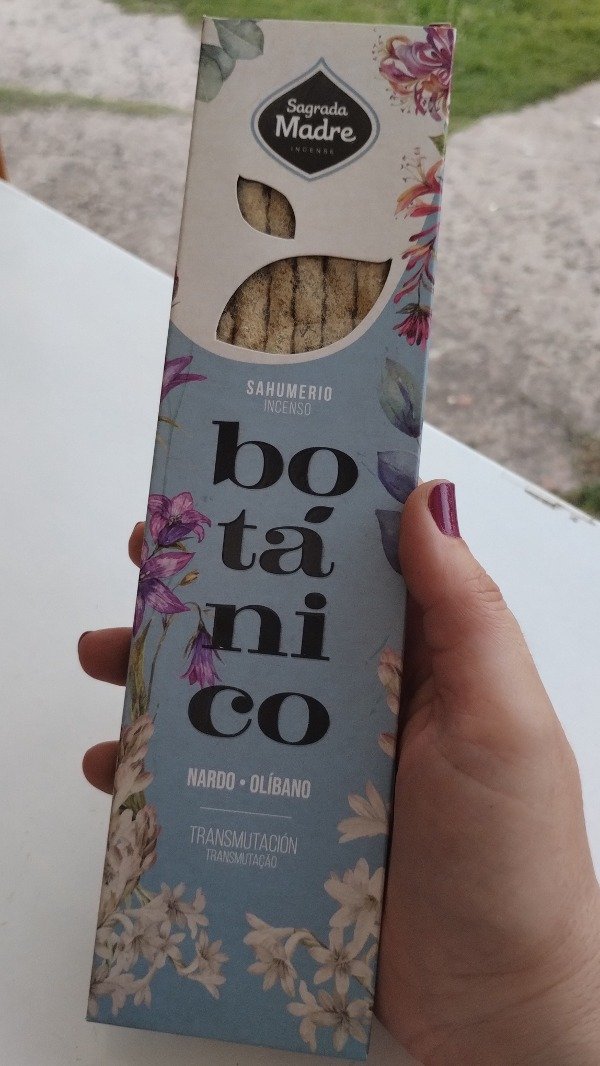 Sagrada
Madre
INCENSE
SAHUMERIO
INCENSO
bo
tá
ni
co
NARDO • OLÍBANO
TRANSMUTACIÓN
TRANSMUTAÇÃO